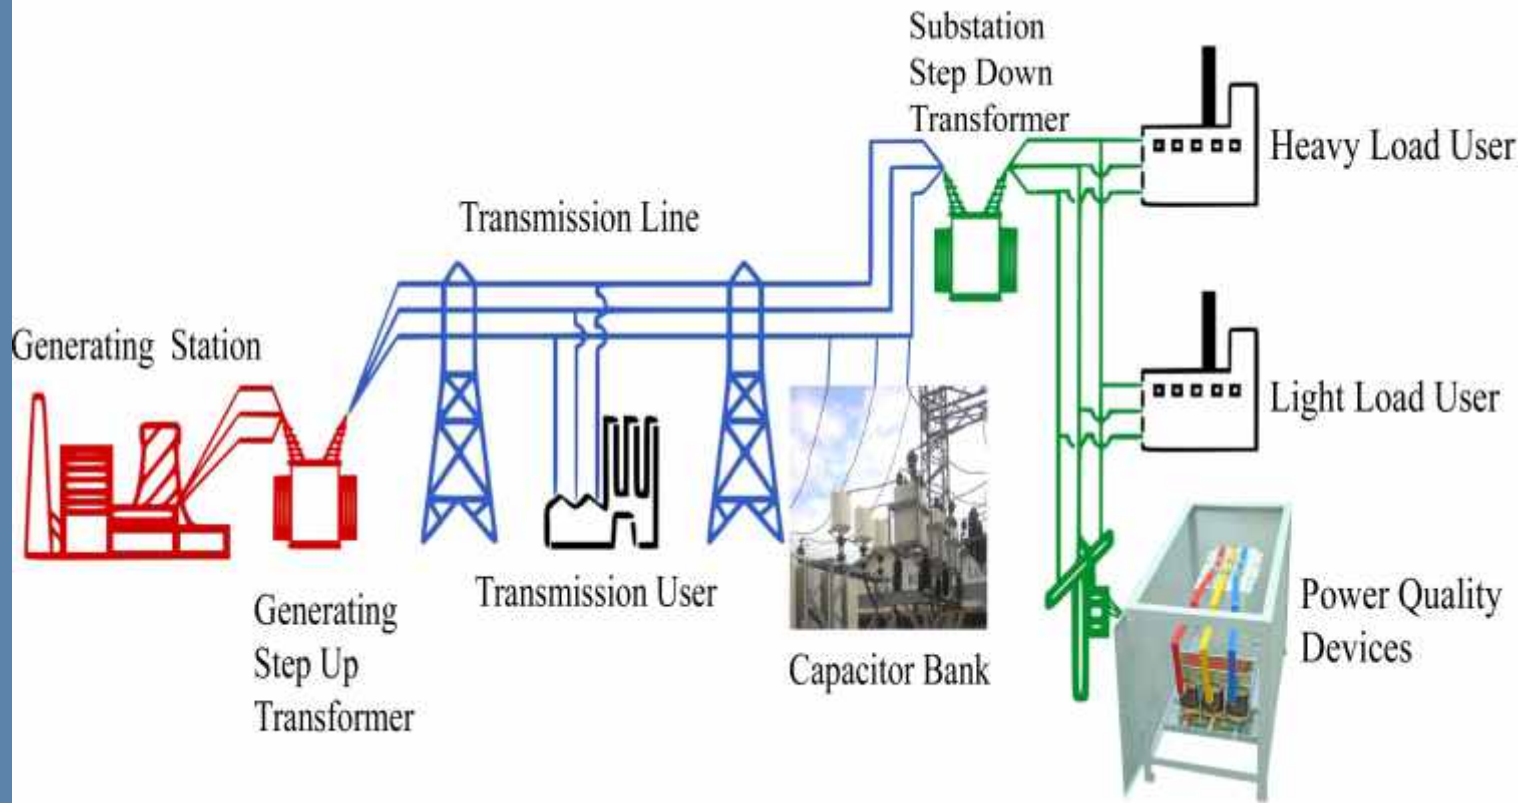 Substation
Step Down
Transformer
Heavy Load User
Transmission Line
Generating Station
Light Load User
Transmission User
Generating
Step Up
Transformer
Capacitor Bank
Power Quality
Devices